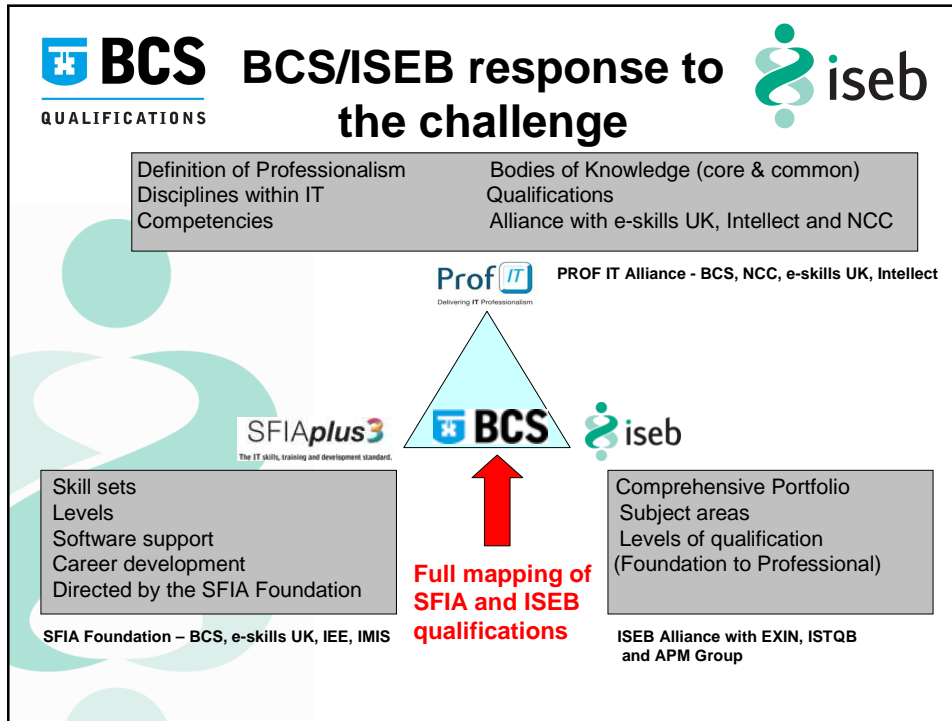 BCS
QUALIFICATIONS
BCS/ISEB response to
the challenge
iseb
Definition of Professionalism
Disciplines within IT
Competencies
Bodies of Knowledge (core & common)
Qualifications
Alliance with e-skills UK, Intellect and NCC
Prof IT
Delivering IT Professionalism
PROF IT Alliance - BCS, NCC, e-skills UK, Intellect
SFIAplus3
The IT skills, training and development standard.
BCS
iseb
Skill sets
Levels
Software support
Career development
Directed by the SFIA Foundation
SFIA Foundation – BCS, e-skills UK, IEE, IMIS
Full mapping of
SFIA and ISEB
qualifications
Comprehensive Portfolio
Subject areas
Levels of qualification
(Foundation to Professional)
ISEB Alliance with EXIN, ISTQB
and APM Group